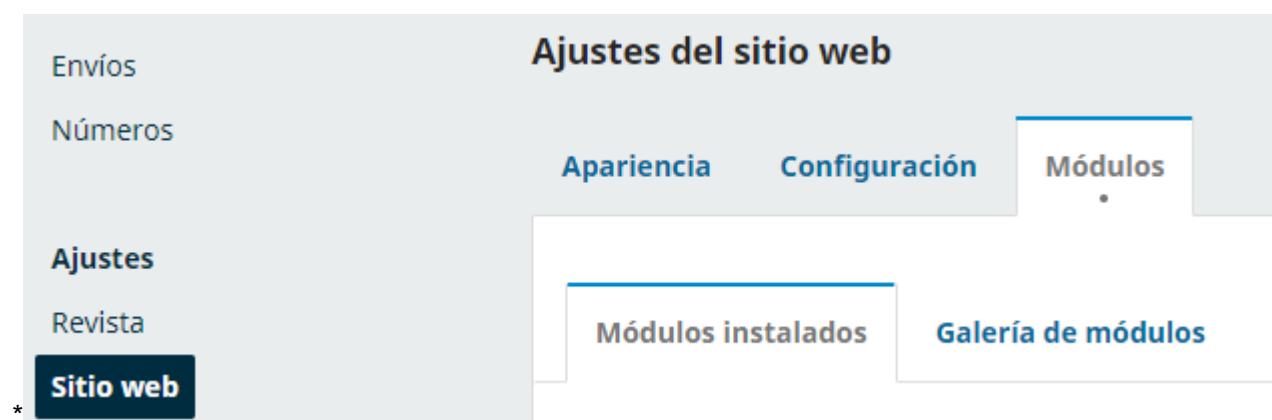 Envíos
Números
Ajustes
Revista
Sitio web
*
Ajustes del sitio web
Apariencia Configuración Módulos
Módulos instalados Galería de módulos